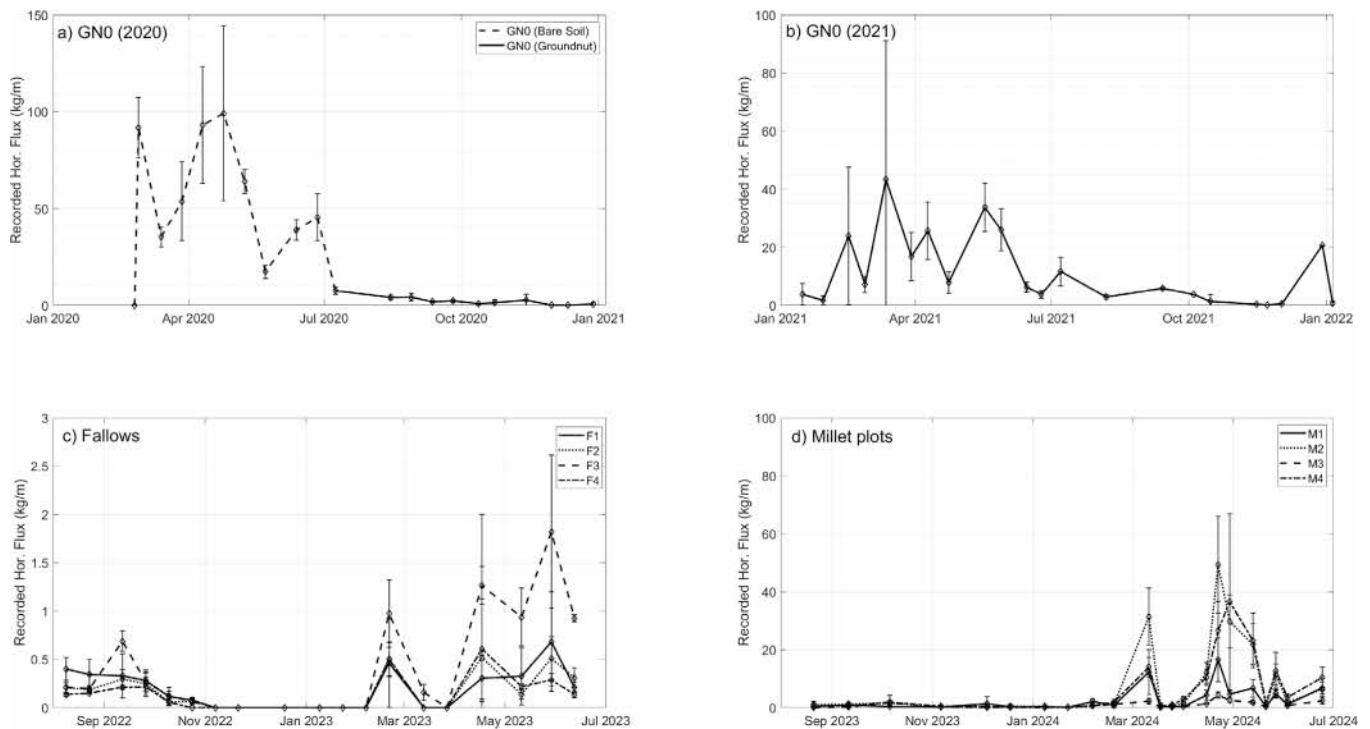 a) GN0 (2020)
GN0 (Bare Soil)
GN0 (Groundnut)
Recorded Hor. Flux (kg/m)
150
100
50
0
Jan 2020 Apr 2020 Jul 2020 Oct 2020 Jan 2021
b) GN0 (2021)
Recorded Hor. Flux (kg/m)
100
80
60
40
20
0
Jan 2021 Apr 2021 Jul 2021 Oct 2021 Jan 2022
c) Fallows
F1
F2
F3
F4
Recorded Hor. Flux (kg/m)
3
2.5
2
1.5
1
0.5
0
Sep 2022 Nov 2022 Jan 2023 Mar 2023 May 2023 Jul 2023
d) Millet plots
M1
M2
M3
M4
Recorded Hor. Flux (kg/m)
100
80
60
40
20
0
Sep 2023 Nov 2023 Jan 2024 Mar 2024 May 2024 Jul 2024